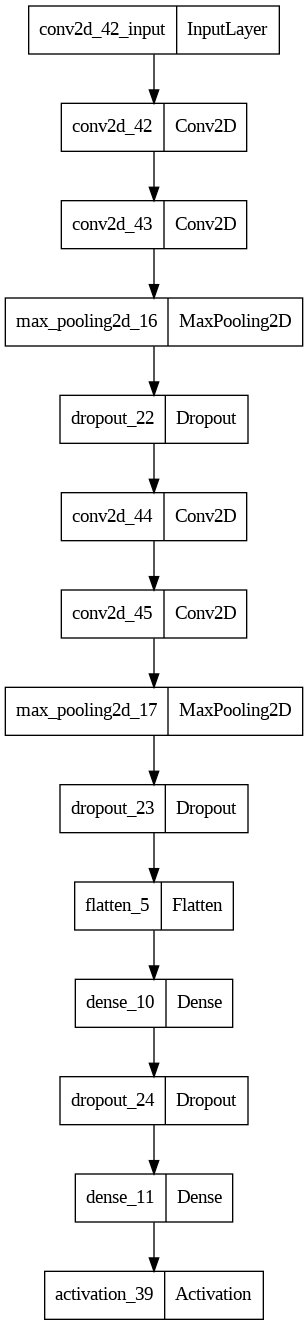 conv2d_42_input InputLayer
conv2d_42 Conv2D
conv2d_43 Conv2D
max_pooling2d_16 MaxPooling2D
dropout_22 Dropout
conv2d_44 Conv2D
conv2d_45 Conv2D
max_pooling2d_17 MaxPooling2D
dropout_23 Dropout
flatten_5 Flatten
dense_10 Dense
dropout_24 Dropout
dense_11 Dense
activation_39 Activation